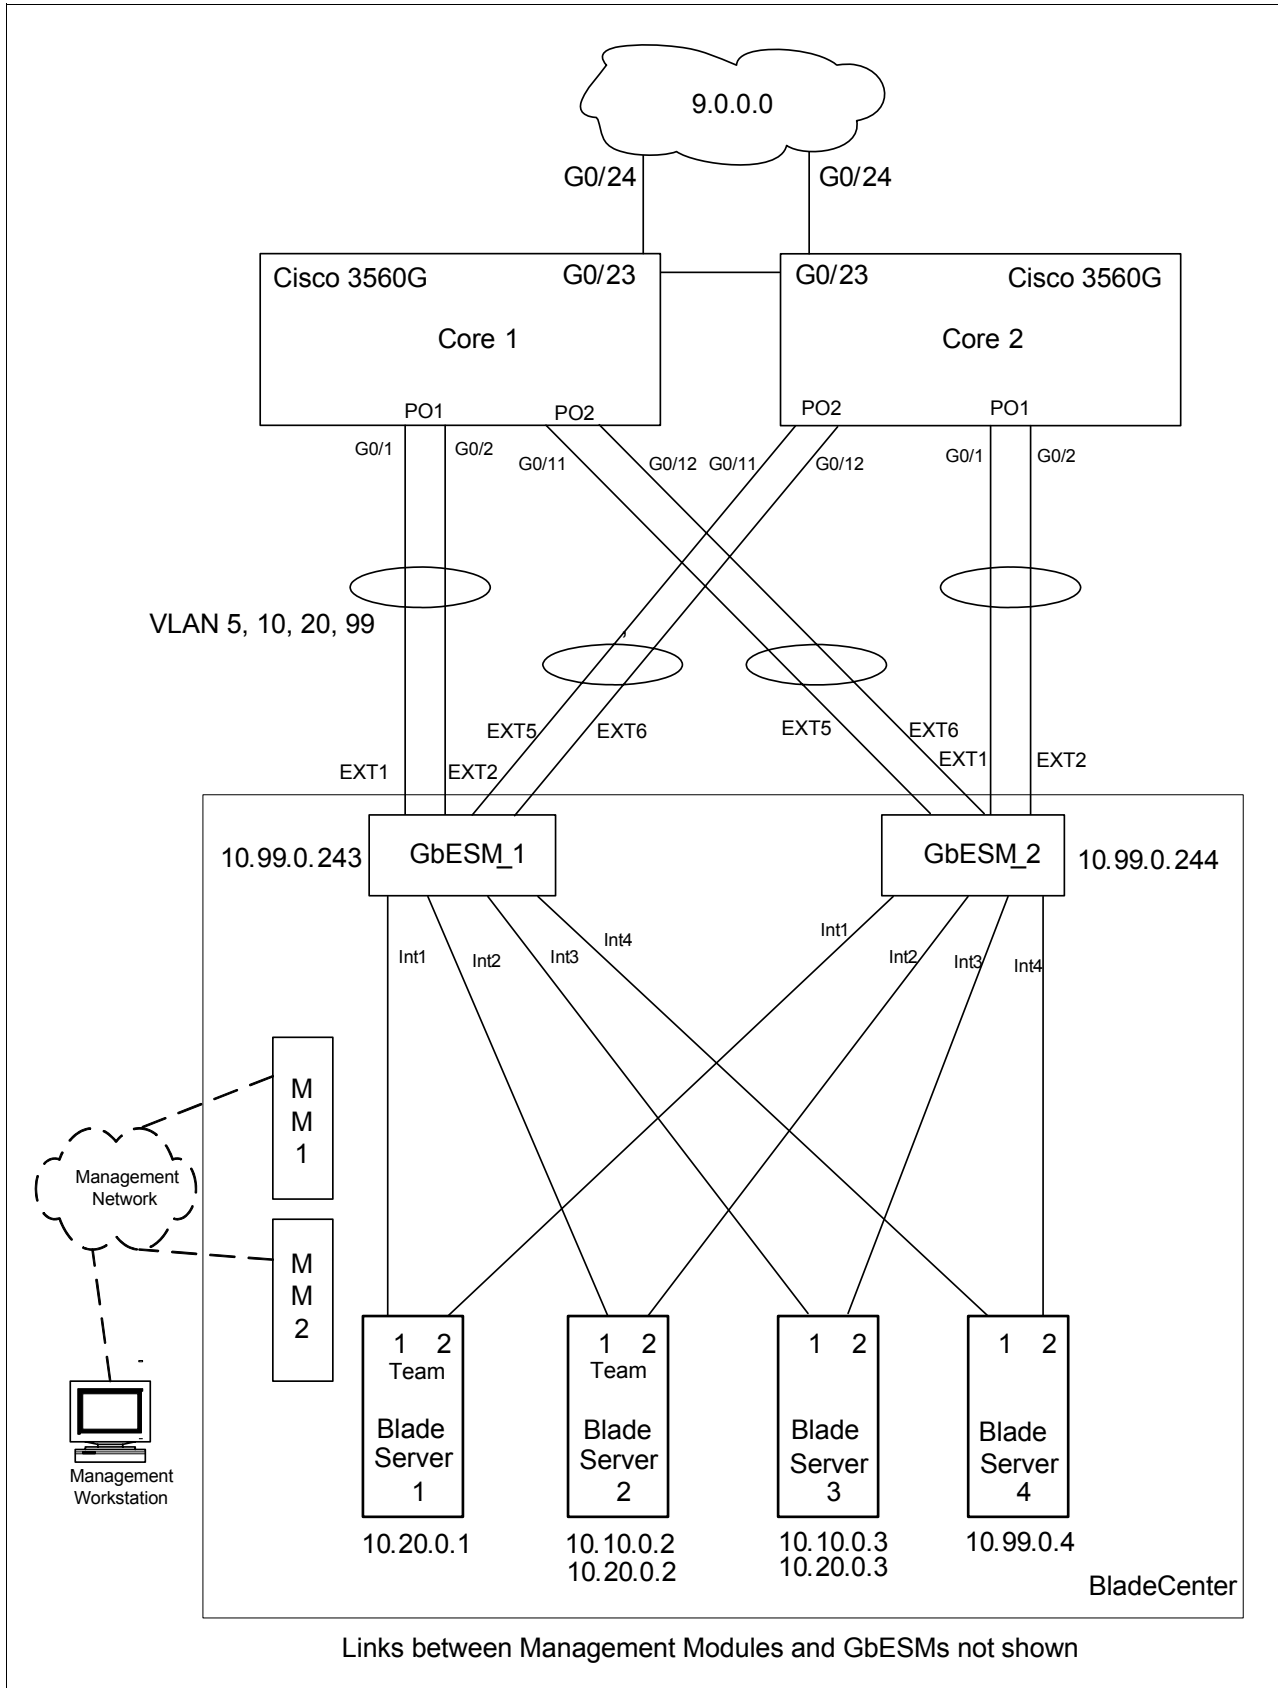 9.0.0.0
G0/24
G0/24
Cisco 3560G
G0/23
G0/23
Cisco 3560G
Core 1
Core 2
PO1
PO2
PO2
PO1
G0/1
G0/2
G0/11
G0/12
G0/11
G0/12
G0/1
G0/2
VLAN 5, 10, 20, 99
EXT5
EXT6
EXT5
EXT6
EXT1
EXT2
EXT1
EXT2
10.99.0.243
GbESM_1
GbESM_2
10.99.0.244
Int1
Int2
Int3
Int4
Int1
Int2
Int3
Int4
M
M
1
Management
Network
M
M
2
Management
Workstation
1 2
Team
Blade
Server
1
10.20.0.1
1 2
Team
Blade
Server
2
10.10.0.2
10.20.0.2
1 2
Blade
Server
3
10.10.0.3
10.20.0.3
1 2
Blade
Server
4
10.99.0.4
BladeCenter
Links between Management Modules and GbESMs not shown